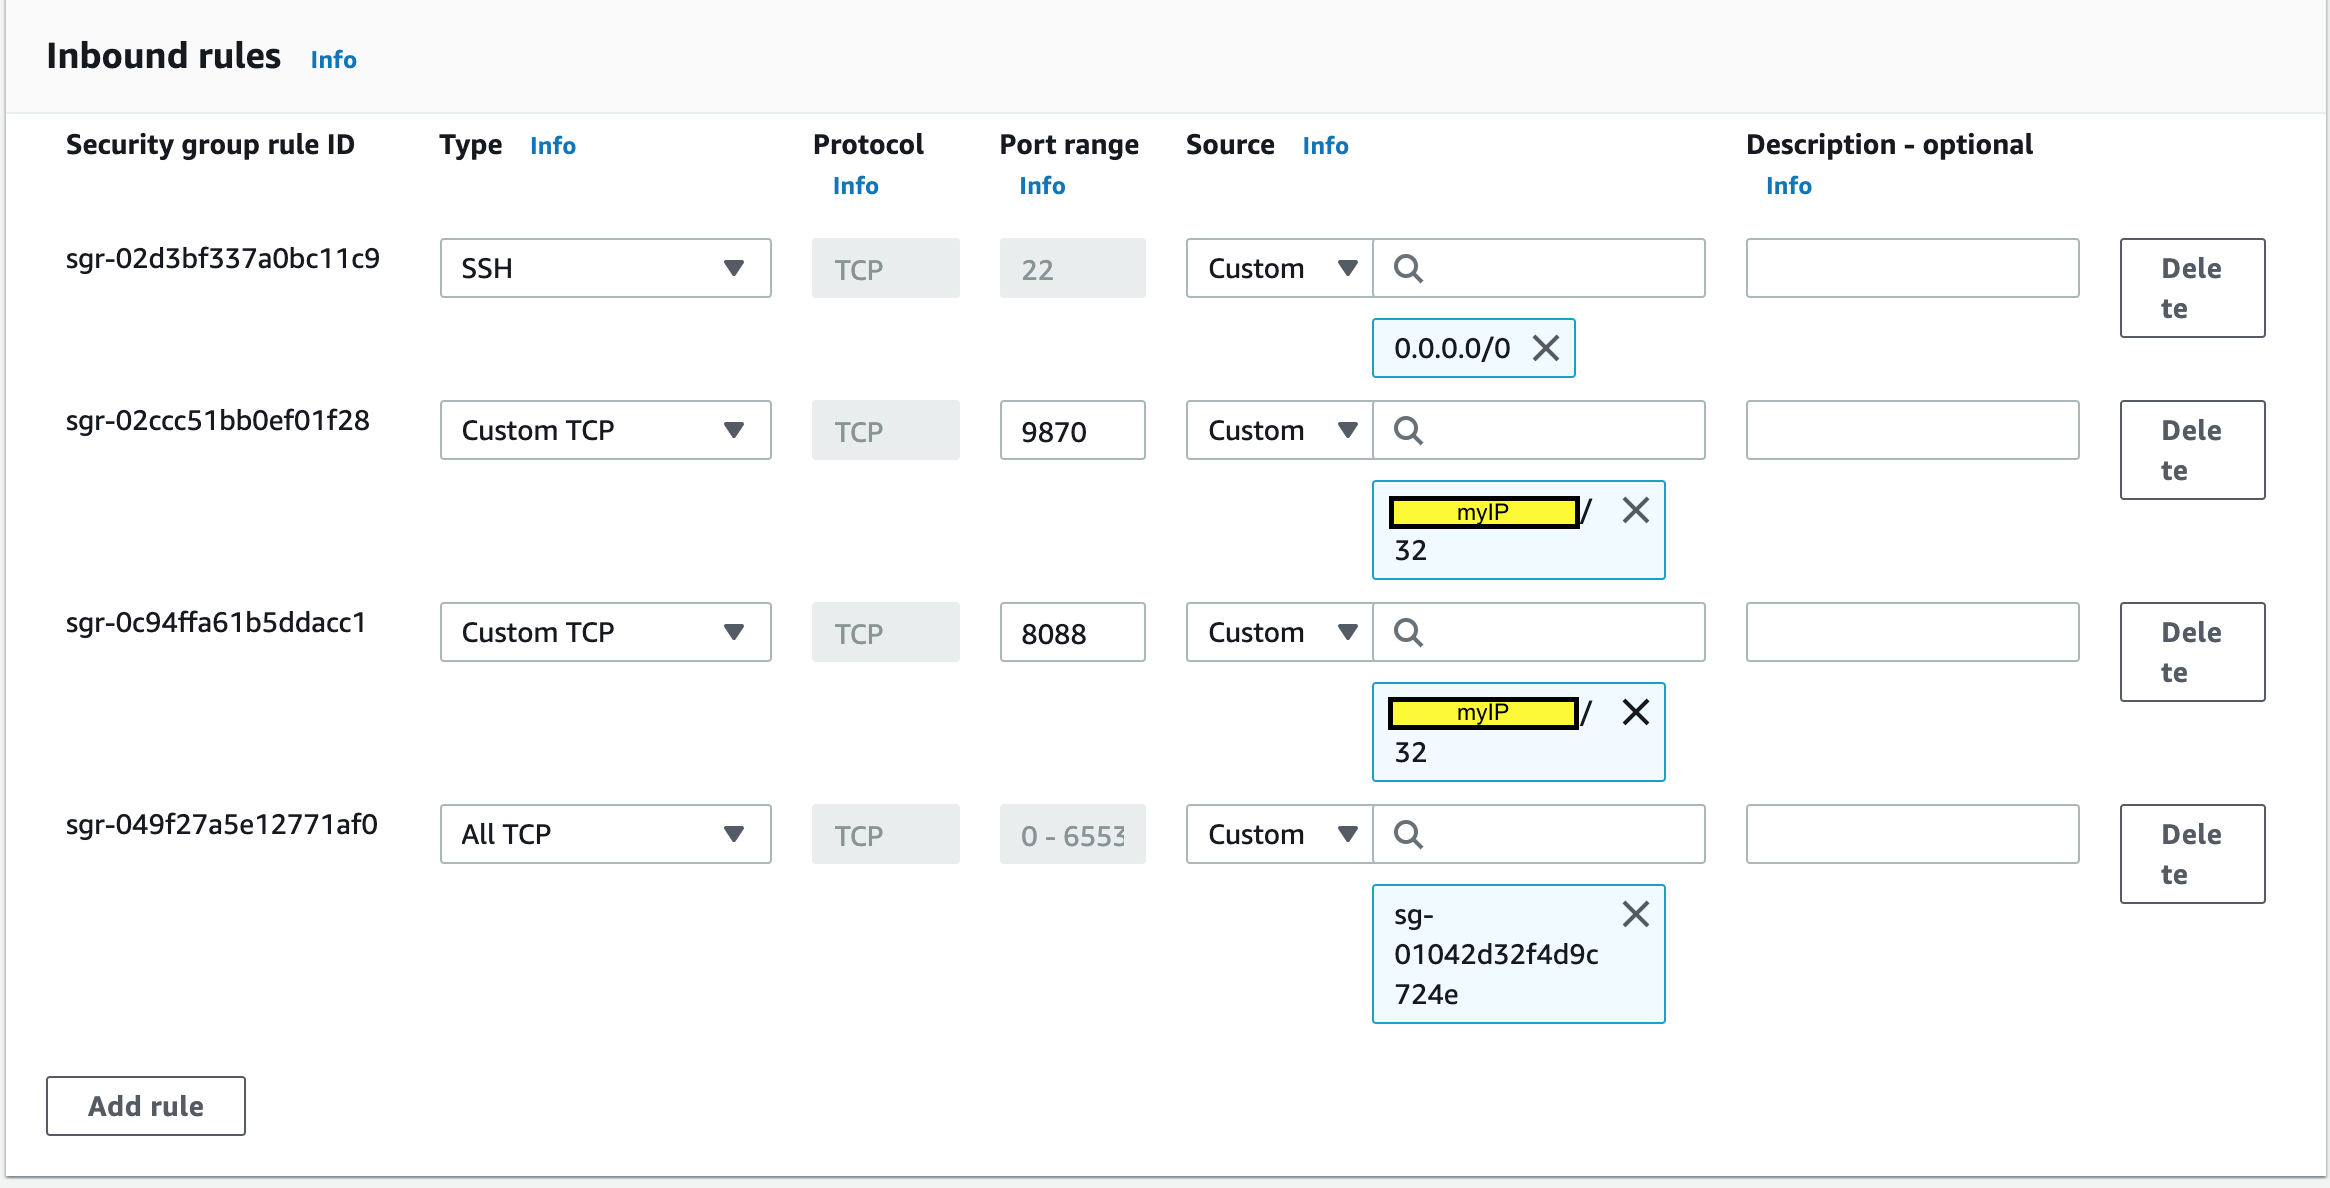 Inbound rules Info
Security group rule ID Type Info Protocol Port range Source Info Description - optional
Info Info Info
sgr-02d3bf337a0bc11c9 SSH TCP 22 Custom Dele
te
0.0.0.0/0
sgr-02ccc51bb0ef01f28 Custom TCP TCP 9870 Custom Dele
te
myIP /
32
sgr-0c94ffa61b5ddacc1 Custom TCP TCP 8088 Custom Dele
te
myIP /
32
sgr-049f27a5e12771af0 All TCP TCP 0 - 6553 Custom Dele
te
sg-
01042d32f4d9c
724e
Add rule